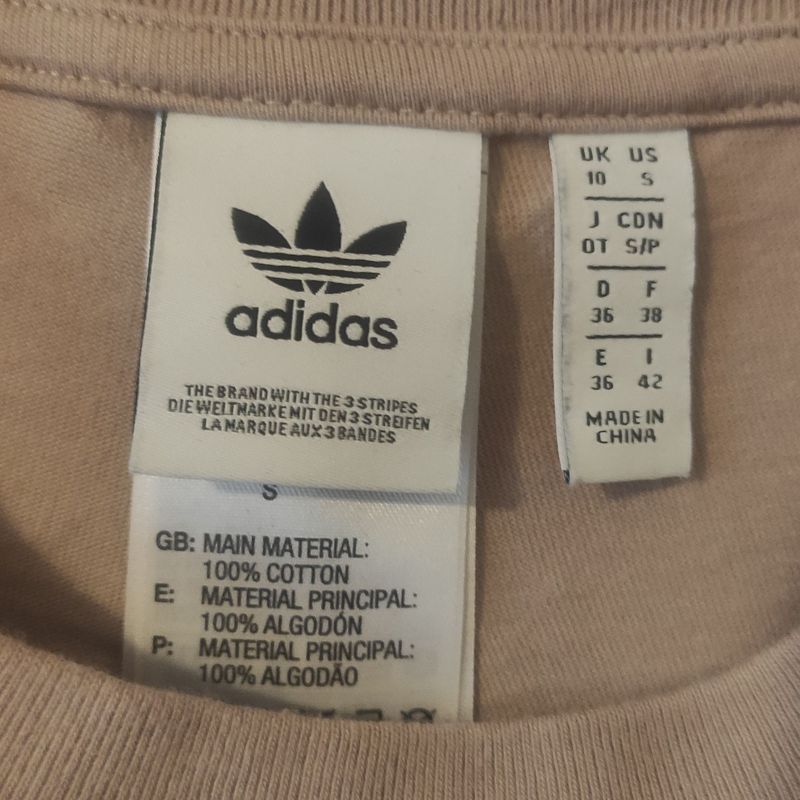 adidas
THE BRAND WITH THE 3 STRIPES
DIE WELTMARKE MIT DEN 3 STREIFEN
LA MARQUE AUX 3 BANDES
S
GB: MAIN MATERIAL:
100% COTTON
E: MATERIAL PRINCIPAL:
100% ALGODÓN
P: MATERIAL PRINCIPAL:
100% ALGODÃO
UK US
10 S
J CDN
OT S/P
D F
36 38
E I
36 42
MADE IN
CHINA